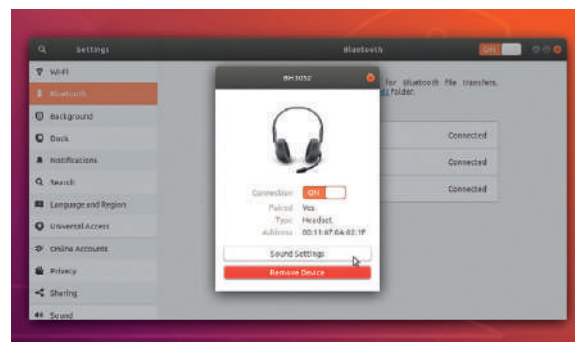 Settings
Bluetooth
ON
Wi-Fi
Bluetooth
Background
Dock
Notifications
Search
Language and Region
Universal Access
Online Accounts
Privacy
Sharing
Sound
for Bluetooth file transfers.
folder.
Connected
Connected
Connected
Connection ON
Paired Yes
Type Headset
Address
Sound Settings
Remove Device